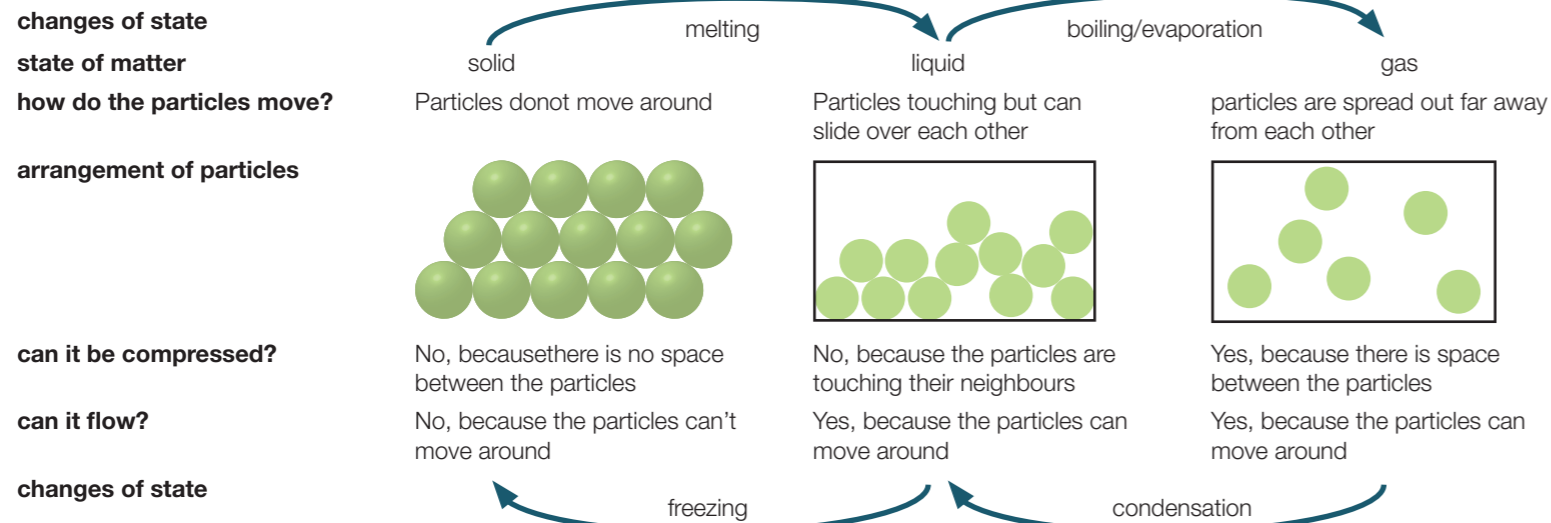 changes of state
melting
boiling/evaporation
state of matter
solid
liquid
gas
how do the particles move?
Particles donot move around
Particles touching but can
slide over each other
particles are spread out far away
from each other
arrangement of particles
can it be compressed?
No, becausethere is no space
between the particles
No, because the particles are
touching their neighbours
Yes, because there is space
between the particles
can it flow?
No, because the particles can't
move around
Yes, because the particles can
move around
Yes, because the particles can
move around
changes of state
freezing
condensation